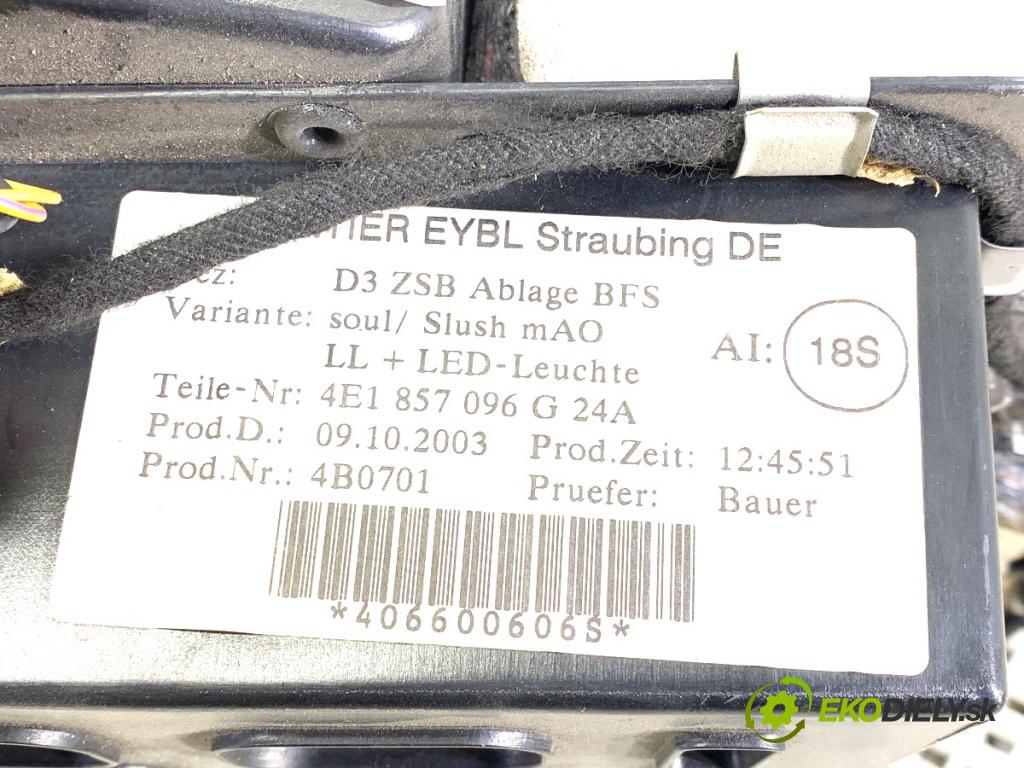 EYBL Straubing DE
D3 ZSB Ablage BFS
Variante: soul/ Slush mAO
AI: 18S
LL + LED-Leuchte
Teile-Nr: 4E1 857 096 G 24A
Prod.D.: 09.10.2003 Prod.Zeit: 12:45:51
Prod.Nr.: 4B0701 Pruefer: Bauer
*406600606S*
EKODIELY.sk